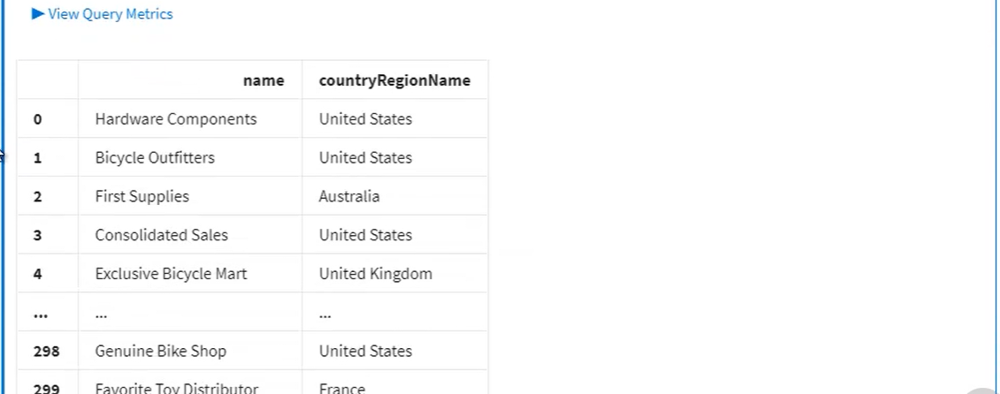 ▶ View Query Metrics
name countryRegionName
0 Hardware Components United States
1 Bicycle Outfitters United States
2 First Supplies Australia
3 Consolidated Sales United States
4 Exclusive Bicycle Mart United Kingdom
... ... ...
298 Genuine Bike Shop United States
299 Favorite Toy Distributor France